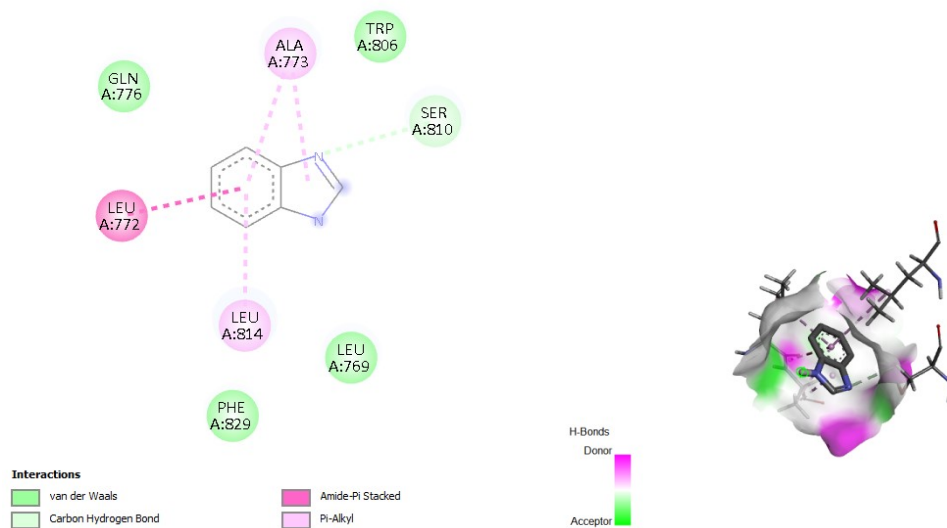 TRP
A:806
ALA
A:773
GLN
A:776
SER
A:810
N
N
LEU
A:772
LEU
A:814
LEU
A:769
PHE
A:829
Interactions
van der Waals
Carbon Hydrogen Bond
Amide-Pi Stacked
Pi-Alkyl
H-Bonds
Donor
Acceptor